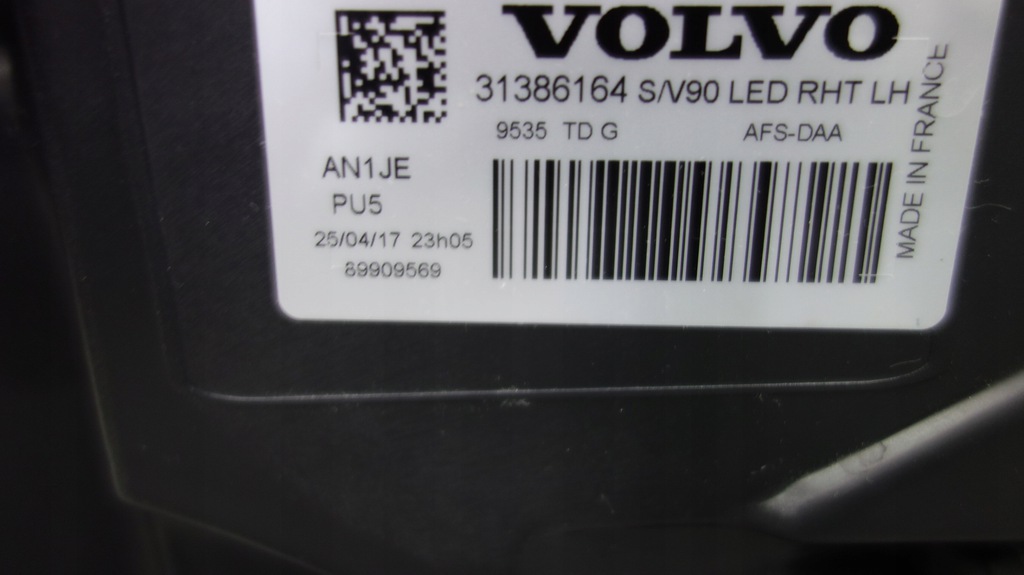 VOLVO
31386164 S/V90 LED RHT LH
9535 TD G AFS-DAA
AN1JE
PU5
25/04/17 23h05
89909569
MADE IN FRANCE